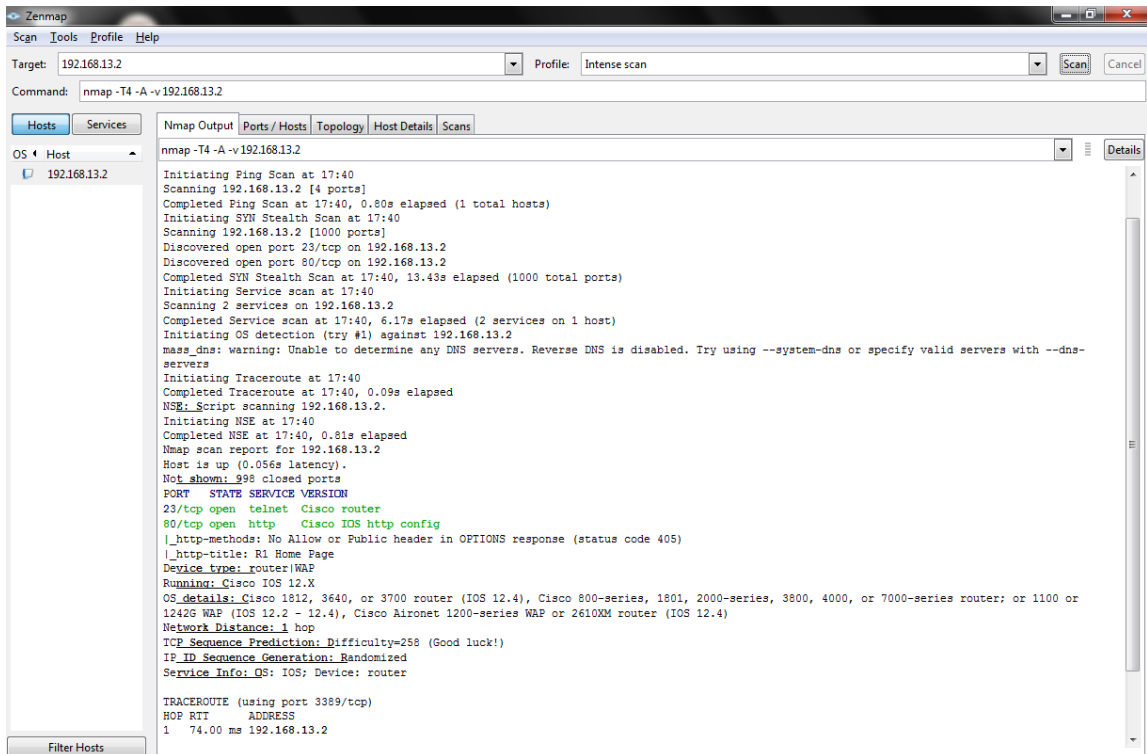 Zenmap
Scan Tools Profile Help
Target: 192.168.13.2 Profile: Intense scan Scan Cancel
Command: nmap -T4 -A -v 192.168.13.2
Hosts Services Nmap Output Ports / Hosts Topology Host Details Scans
OS Host nmap -T4 -A -v 192.168.13.2 Details
192.168.13.2
Initiating Ping Scan at 17:40
Scanning 192.168.13.2 [4 ports]
Completed Ping Scan at 17:40, 0.80s elapsed (1 total hosts)
Initiating SYN Stealth Scan at 17:40
Scanning 192.168.13.2 [1000 ports]
Discovered open port 23/tcp on 192.168.13.2
Discovered open port 80/tcp on 192.168.13.2
Completed SYN Stealth Scan at 17:40, 13.43s elapsed (1000 total ports)
Initiating Service scan at 17:40
Scanning 2 services on 192.168.13.2
Completed Service scan at 17:40, 6.17s elapsed (2 services on 1 host)
Initiating OS detection (try #1) against 192.168.13.2
mass_dns: warning: Unable to determine any DNS servers. Reverse DNS is disabled. Try using --system-dns or specify valid servers with --dns-
servers
Initiating Traceroute at 17:40
Completed Traceroute at 17:40, 0.09s elapsed
NSE: Script scanning 192.168.13.2.
Initiating NSE at 17:40
Completed NSE at 17:40, 0.81s elapsed
Nmap scan report for 192.168.13.2
Host is up (0.056s latency).
Not shown: 998 closed ports
PORT STATE SERVICE VERSION
23/tcp open telnet Cisco router
80/tcp open http Cisco IOS http config
|_http-methods: No Allow or Public header in OPTIONS response (status code 405)
|_http-title: R1 Home Page
Device type: router|WAP
Running: Cisco IOS 12.X
OS details: Cisco 1812, 3640, or 3700 router (IOS 12.4), Cisco 800-series, 1801, 2000-series, 3800, 4000, or 7000-series router; or 1100 or
1242G WAP (IOS 12.2 - 12.4), Cisco Aironet 1200-series WAP or 2610XM router (IOS 12.4)
Network Distance: 1 hop
TCP Sequence Prediction: Difficulty=258 (Good luck!)
IP ID Sequence Generation: Randomized
Service Info: OS: IOS; Device: router
TRACEROUTE (using port 3389/tcp)
HOP RTT ADDRESS
1 74.00 ms 192.168.13.2
Filter Hosts